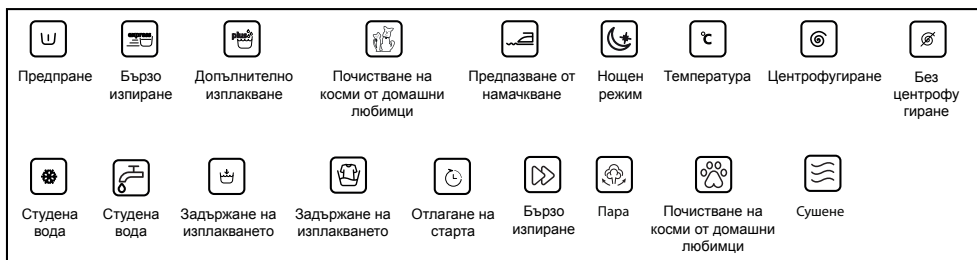 express
plus
℃
Предпране
Бързо
изпиране
Допълнително
изплакване
Почистване на
косми от домашни
любимци
Предпазване от
намачкване
Нощен
режим
Температура
Центрофугиране
Без
центрофу
гиране
Студена
вода
Студена
вода
Задържане на
изплакването
Задържане на
изплакването
Отлагане на
старта
Бързо
изпиране
Пара
Почистване на
косми от домашни
любимци
Сушене